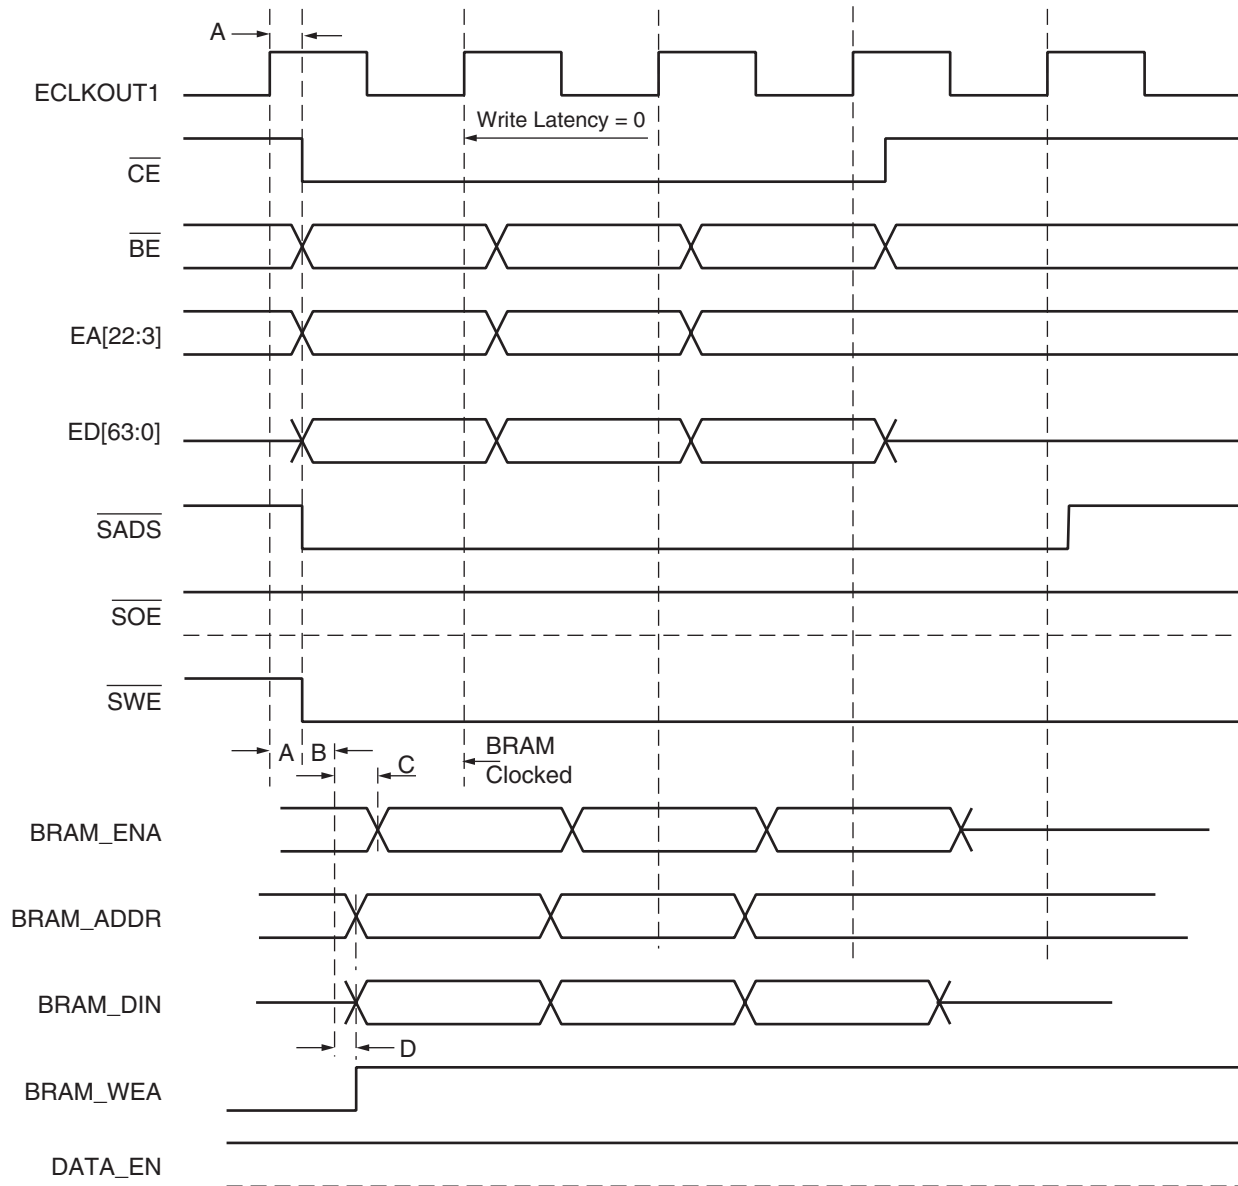 A
ECLKOUT1
Write Latency = 0
CE
BE
EA[22:3]
ED[63:0]
SADS
SOE
SWE
A B
C
BRAM
Clocked
BRAM_ENA
BRAM_ADDR
BRAM_DIN
D
BRAM_WEA
DATA_EN